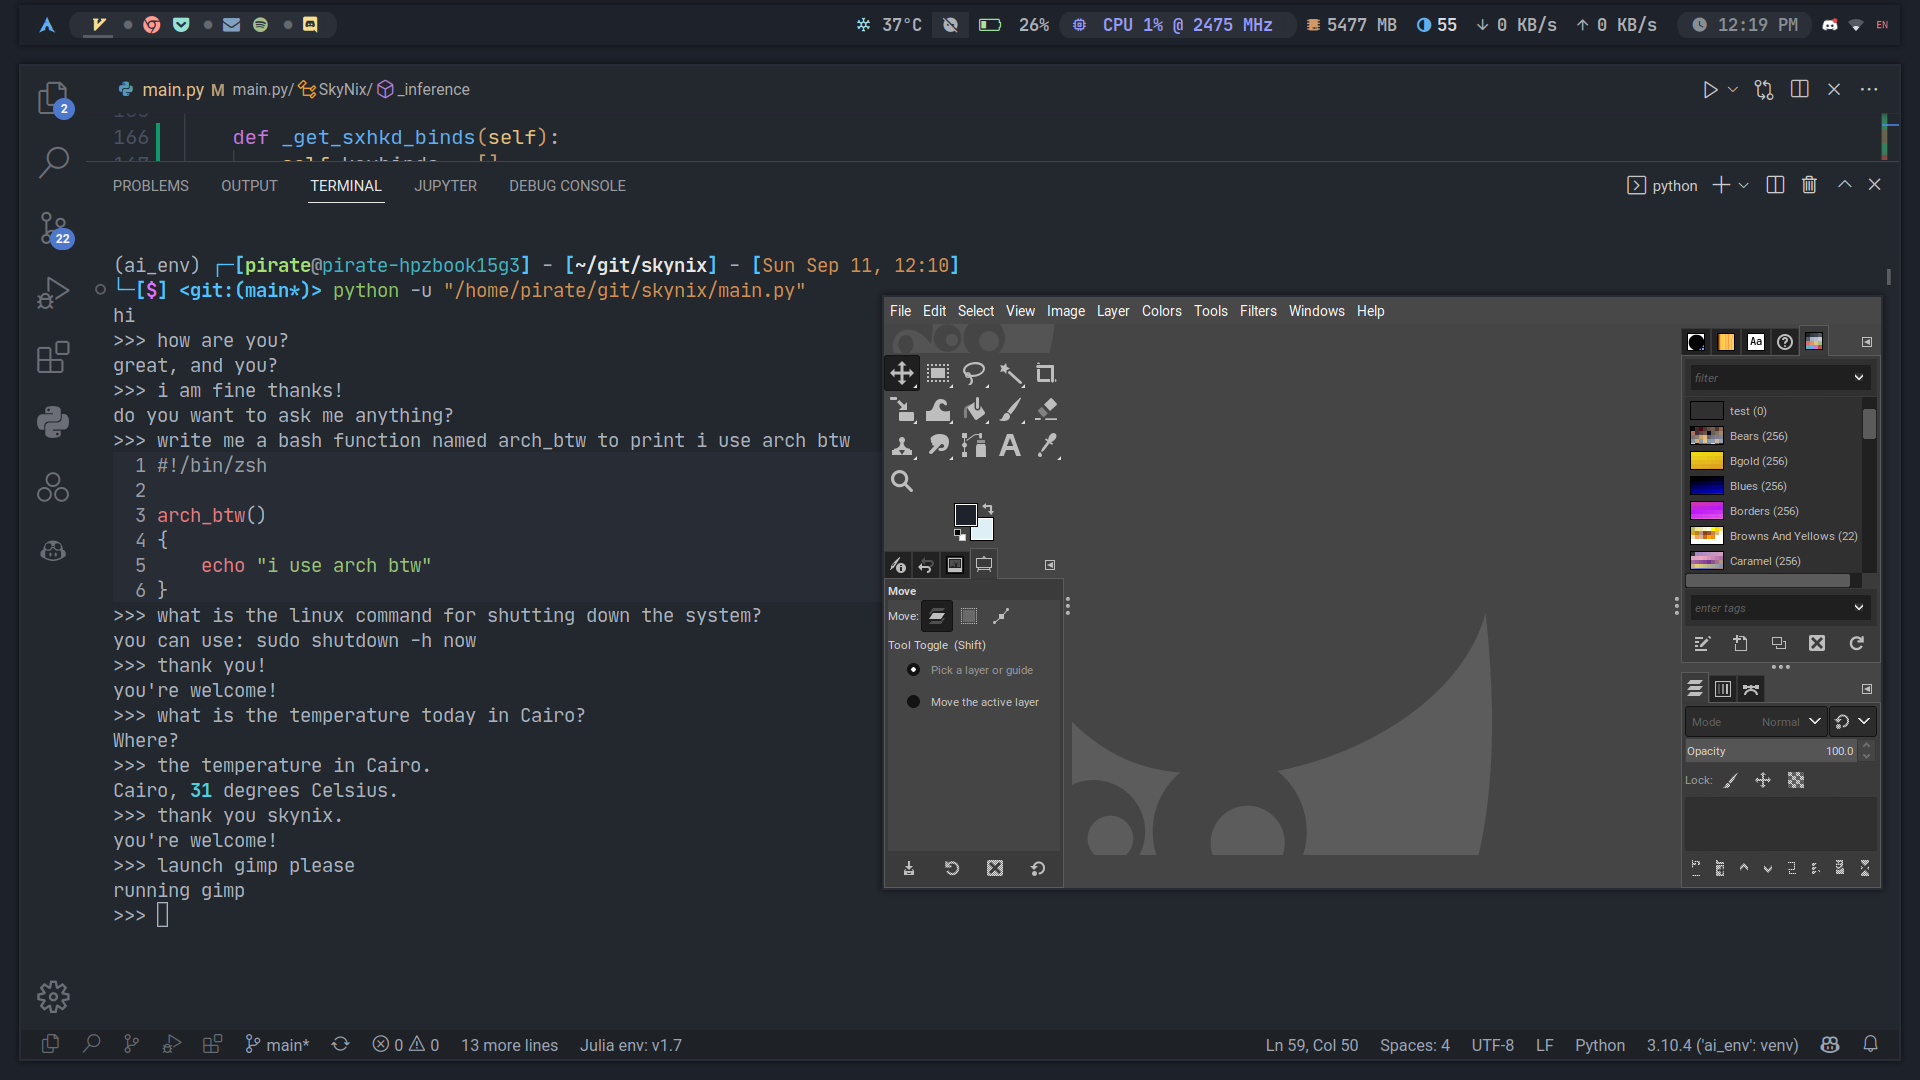 37°C 26% CPU 1% @ 2475 MHz 5477 MB 55 ↓ 0 KB/s ↑ 0 KB/s 12:19 PM EN
main.py M main.py/ SkyNix/ _inference
166 def _get_sxhkd_binds(self):
PROBLEMS OUTPUT TERMINAL JUPYTER DEBUG CONSOLE
python
2
22
(ai_env) ┌─[pirate@pirate-hpzbook15g3] - [~/git/skynix] - [Sun Sep 11, 12:10]
└─[$] <git:(main*)> python -u "/home/pirate/git/skynix/main.py"
hi
>>> how are you?
great, and you?
>>> i am fine thanks!
do you want to ask me anything?
>>> write me a bash function named arch_btw to print i use arch btw
1 #!/bin/zsh
2
3 arch_btw()
4 {
5     echo "i use arch btw"
6 }
>>> what is the linux command for shutting down the system?
you can use: sudo shutdown -h now
>>> thank you!
you're welcome!
>>> what is the temperature today in Cairo?
Where?
>>> the temperature in Cairo.
Cairo, 31 degrees Celsius.
>>> thank you skynix.
you're welcome!
>>> launch gimp please
running gimp
>>>
File Edit Select View Image Layer Colors Tools Filters Windows Help
Move
Move:
Tool Toggle (Shift)
Pick a layer or guide
Move the active layer
Aa
filter
test (0)
Bears (256)
Bgold (256)
Blues (256)
Borders (256)
Browns And Yellows (22)
Caramel (256)
enter tags
Mode Normal
Opacity 100.0
Lock:
main* 0 0 13 more lines Julia env: v1.7
Ln 59, Col 50 Spaces: 4 UTF-8 LF Python 3.10.4 ('ai_env': venv)